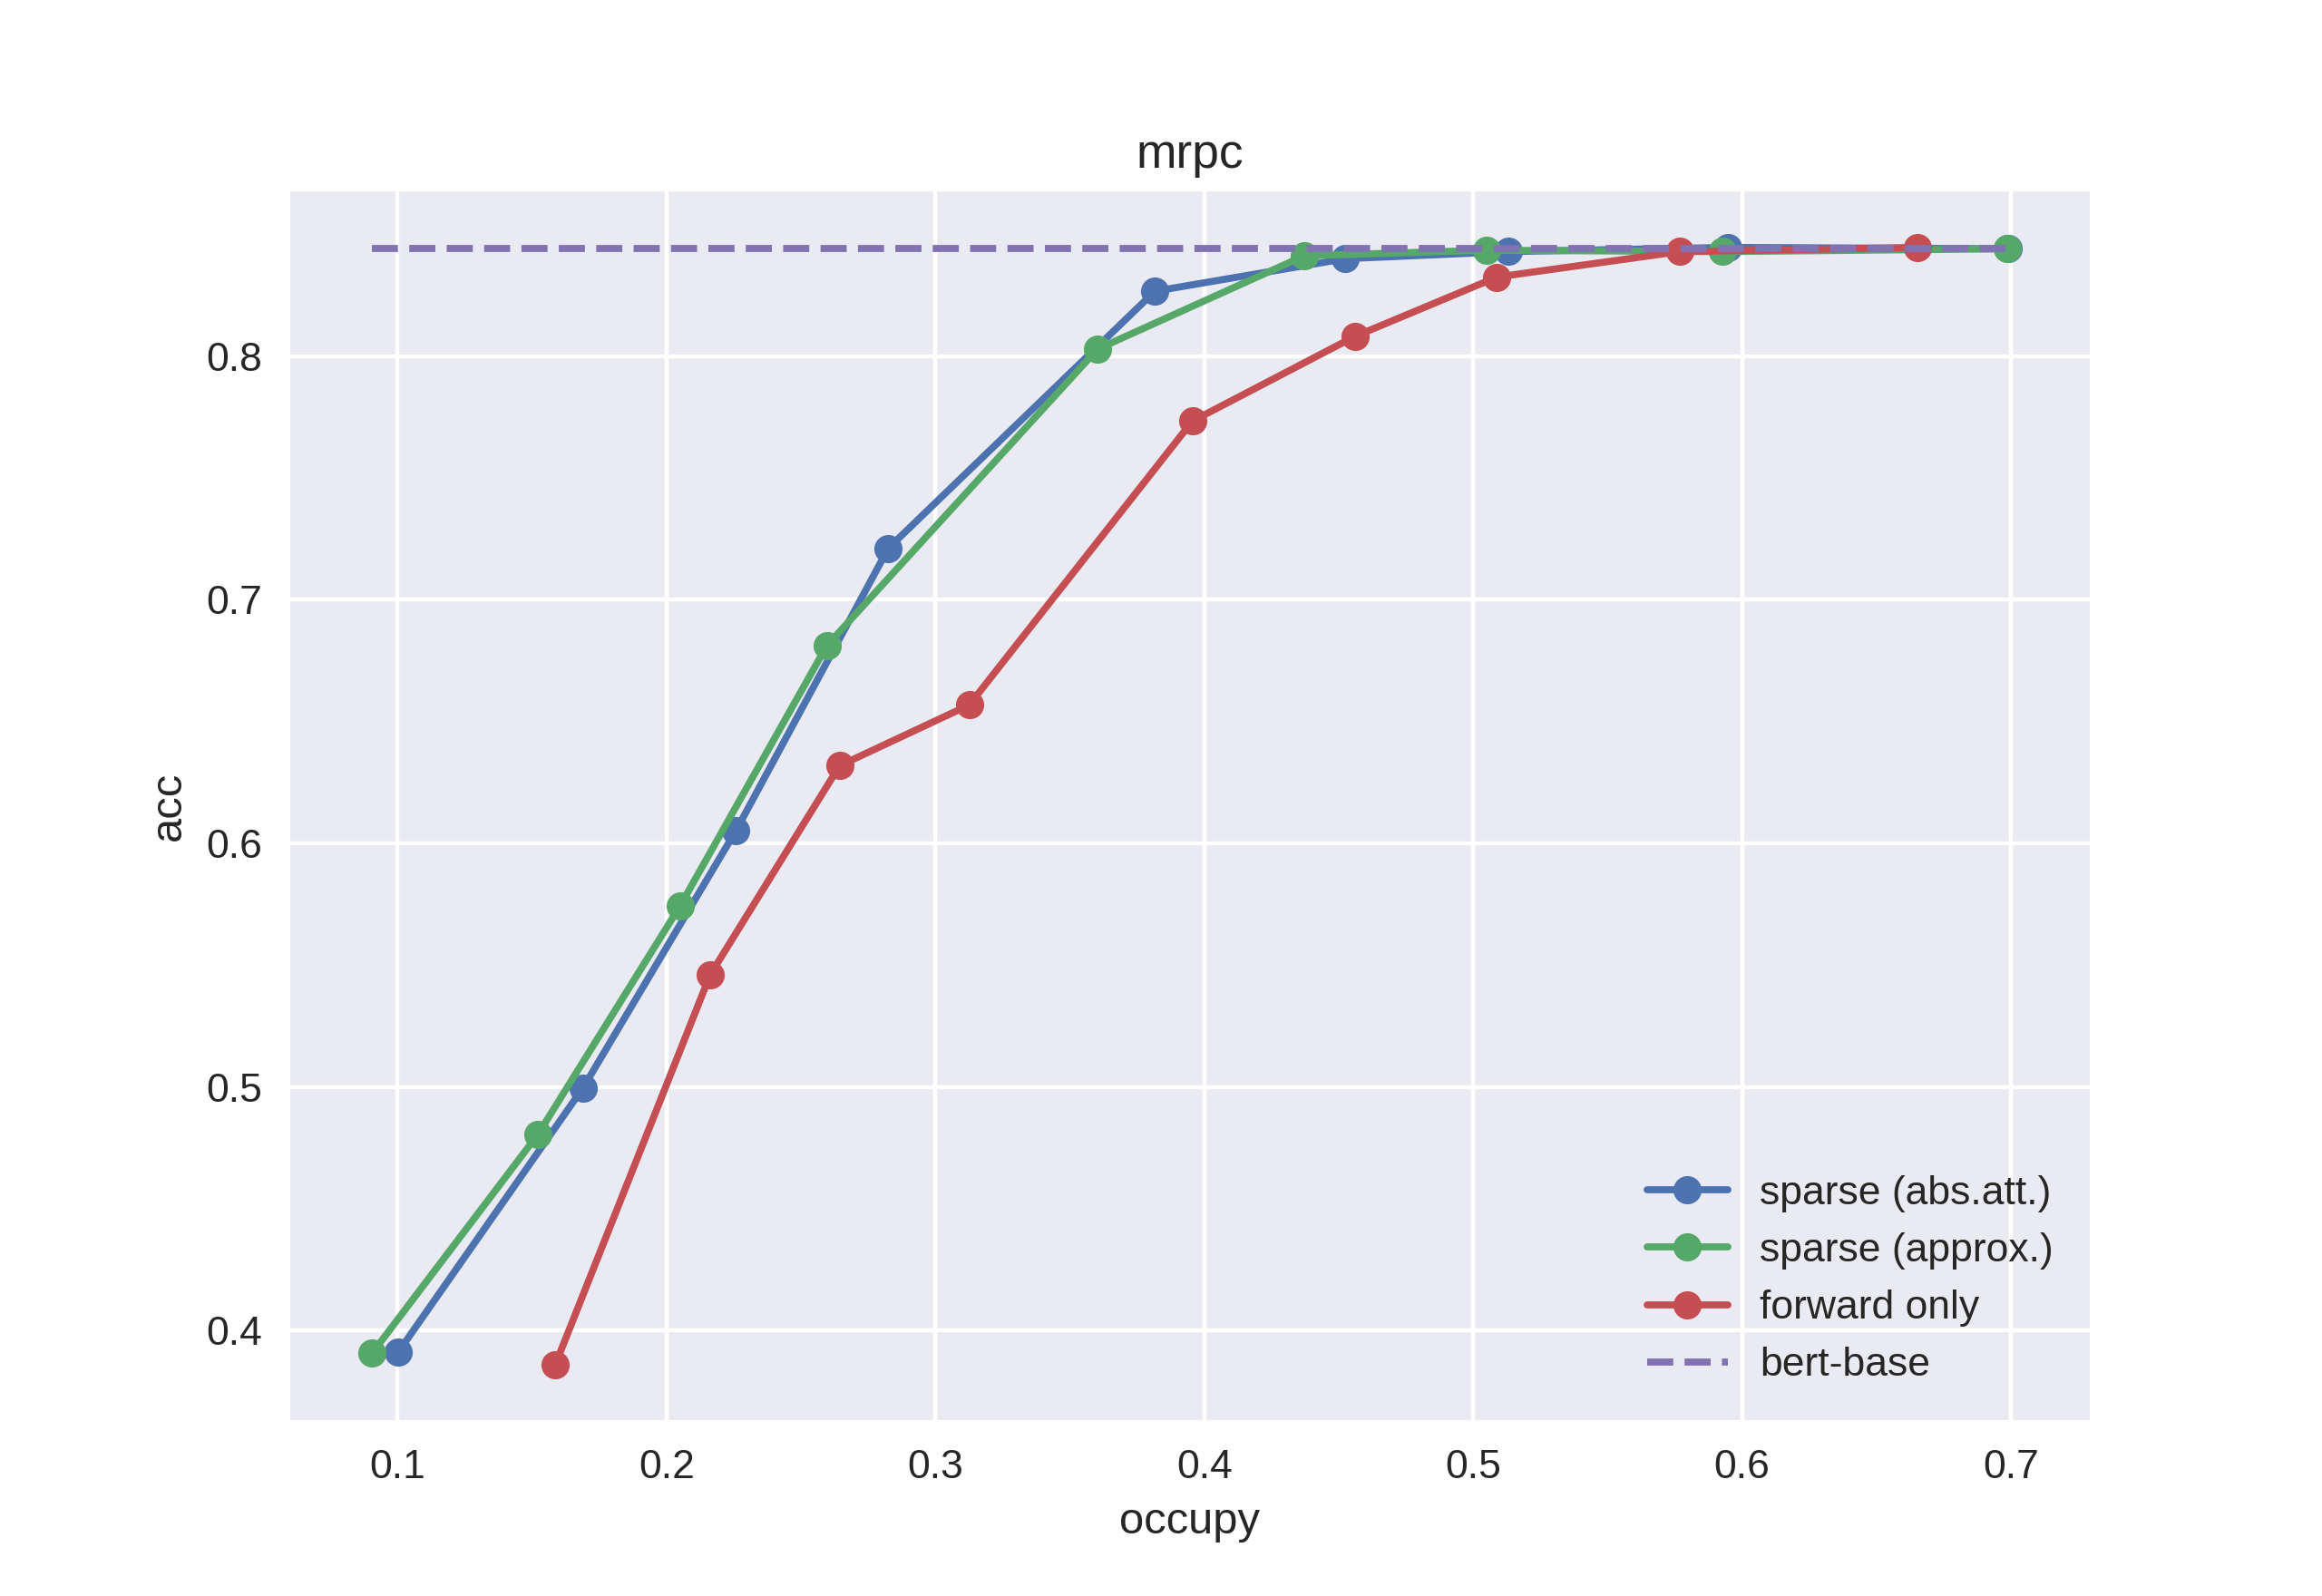 mrpc
acc
0.8
0.7
0.6
0.5
0.4
sparse (abs.att.)
sparse (approx.)
forward only
bert-base
0.1 0.2 0.3 0.4 0.5 0.6 0.7
occupy